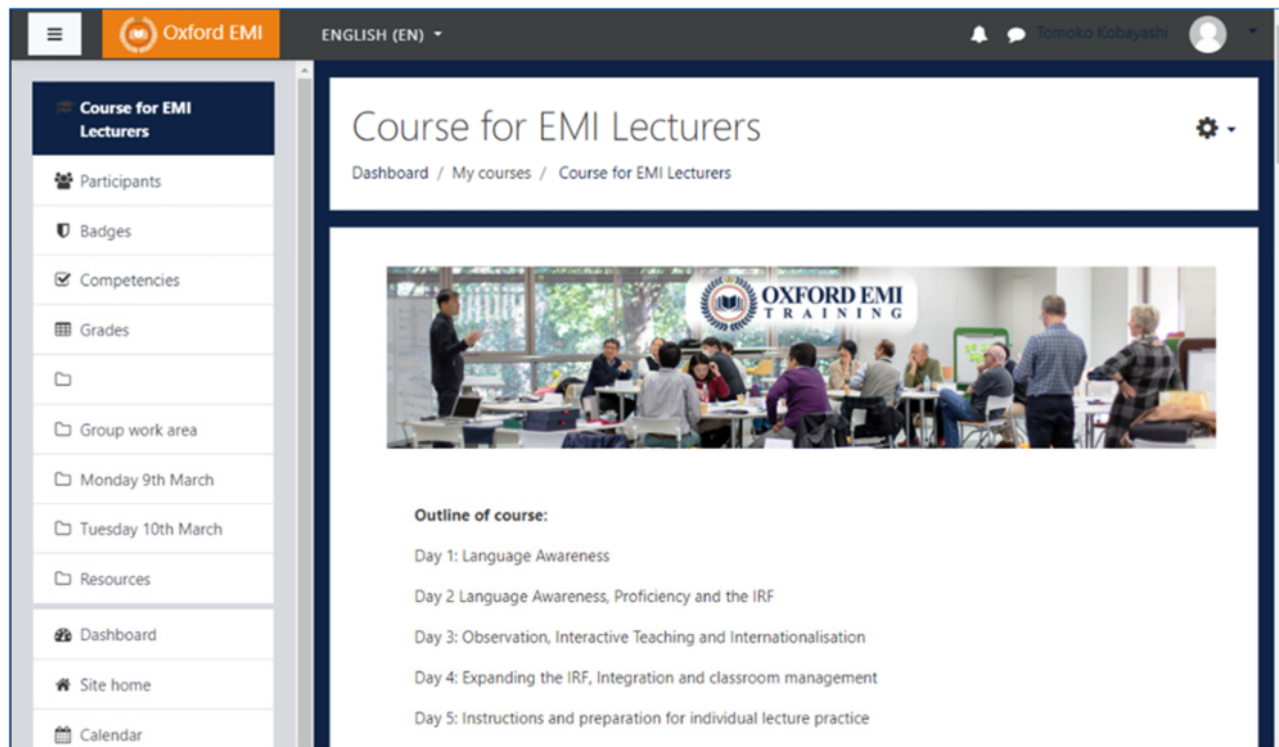 Oxford EMI
ENGLISH (EN)
Tomoko Kobayashi
Course for EMI
Lecturers
Participants
Badges
Competencies
Grades
Group work area
Monday 9th March
Tuesday 10th March
Resources
Dashboard
Site home
Calendar
Course for EMI Lecturers
Dashboard / My courses / Course for EMI Lecturers
OXFORD EMI
TRAINING
Outline of course:
Day 1: Language Awareness
Day 2 Language Awareness, Proficiency and the IRF
Day 3: Observation, Interactive Teaching and Internationalisation
Day 4: Expanding the IRF, Integration and classroom management
Day 5: Instructions and preparation for individual lecture practice